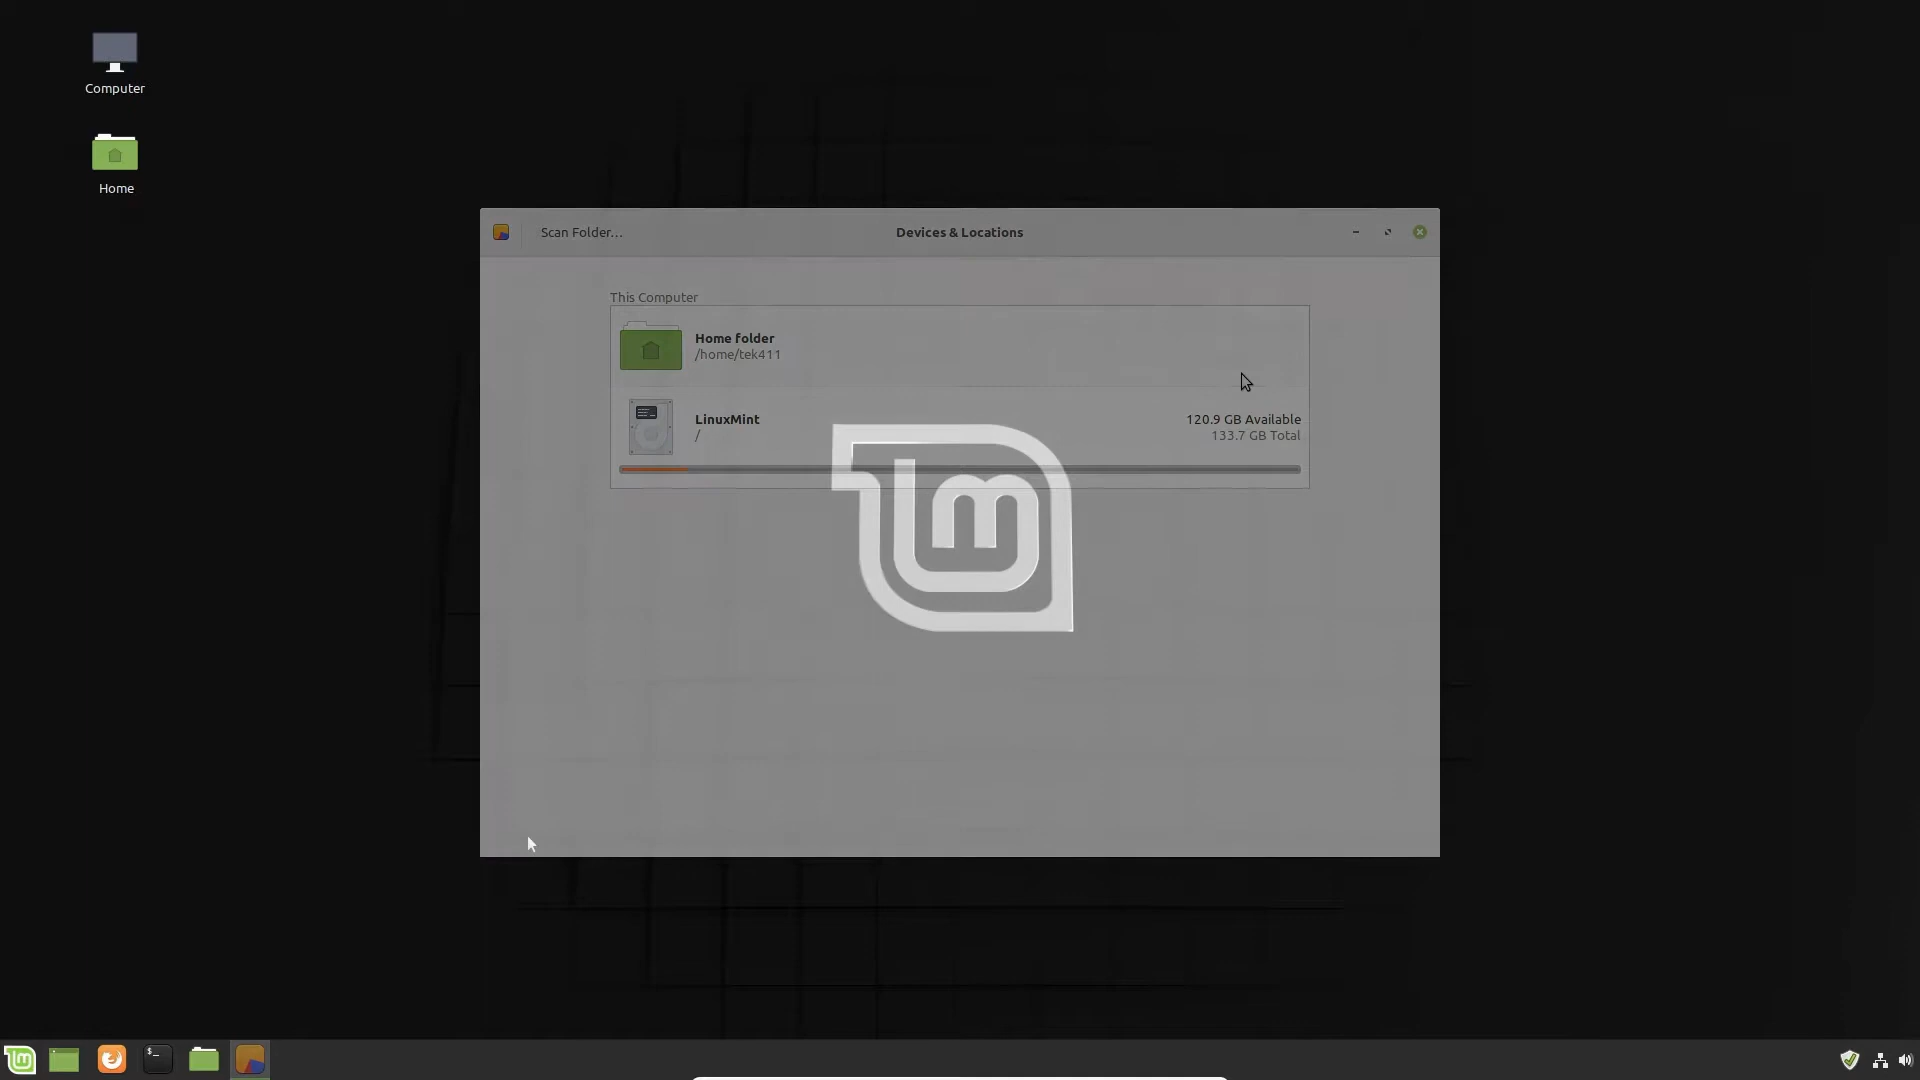 Computer
Home
Scan Folder...
Devices & Locations
This Computer
Home folder
/home/tek411
LinuxMint
120.9 GB Available
/
133.7 GB Total
$_